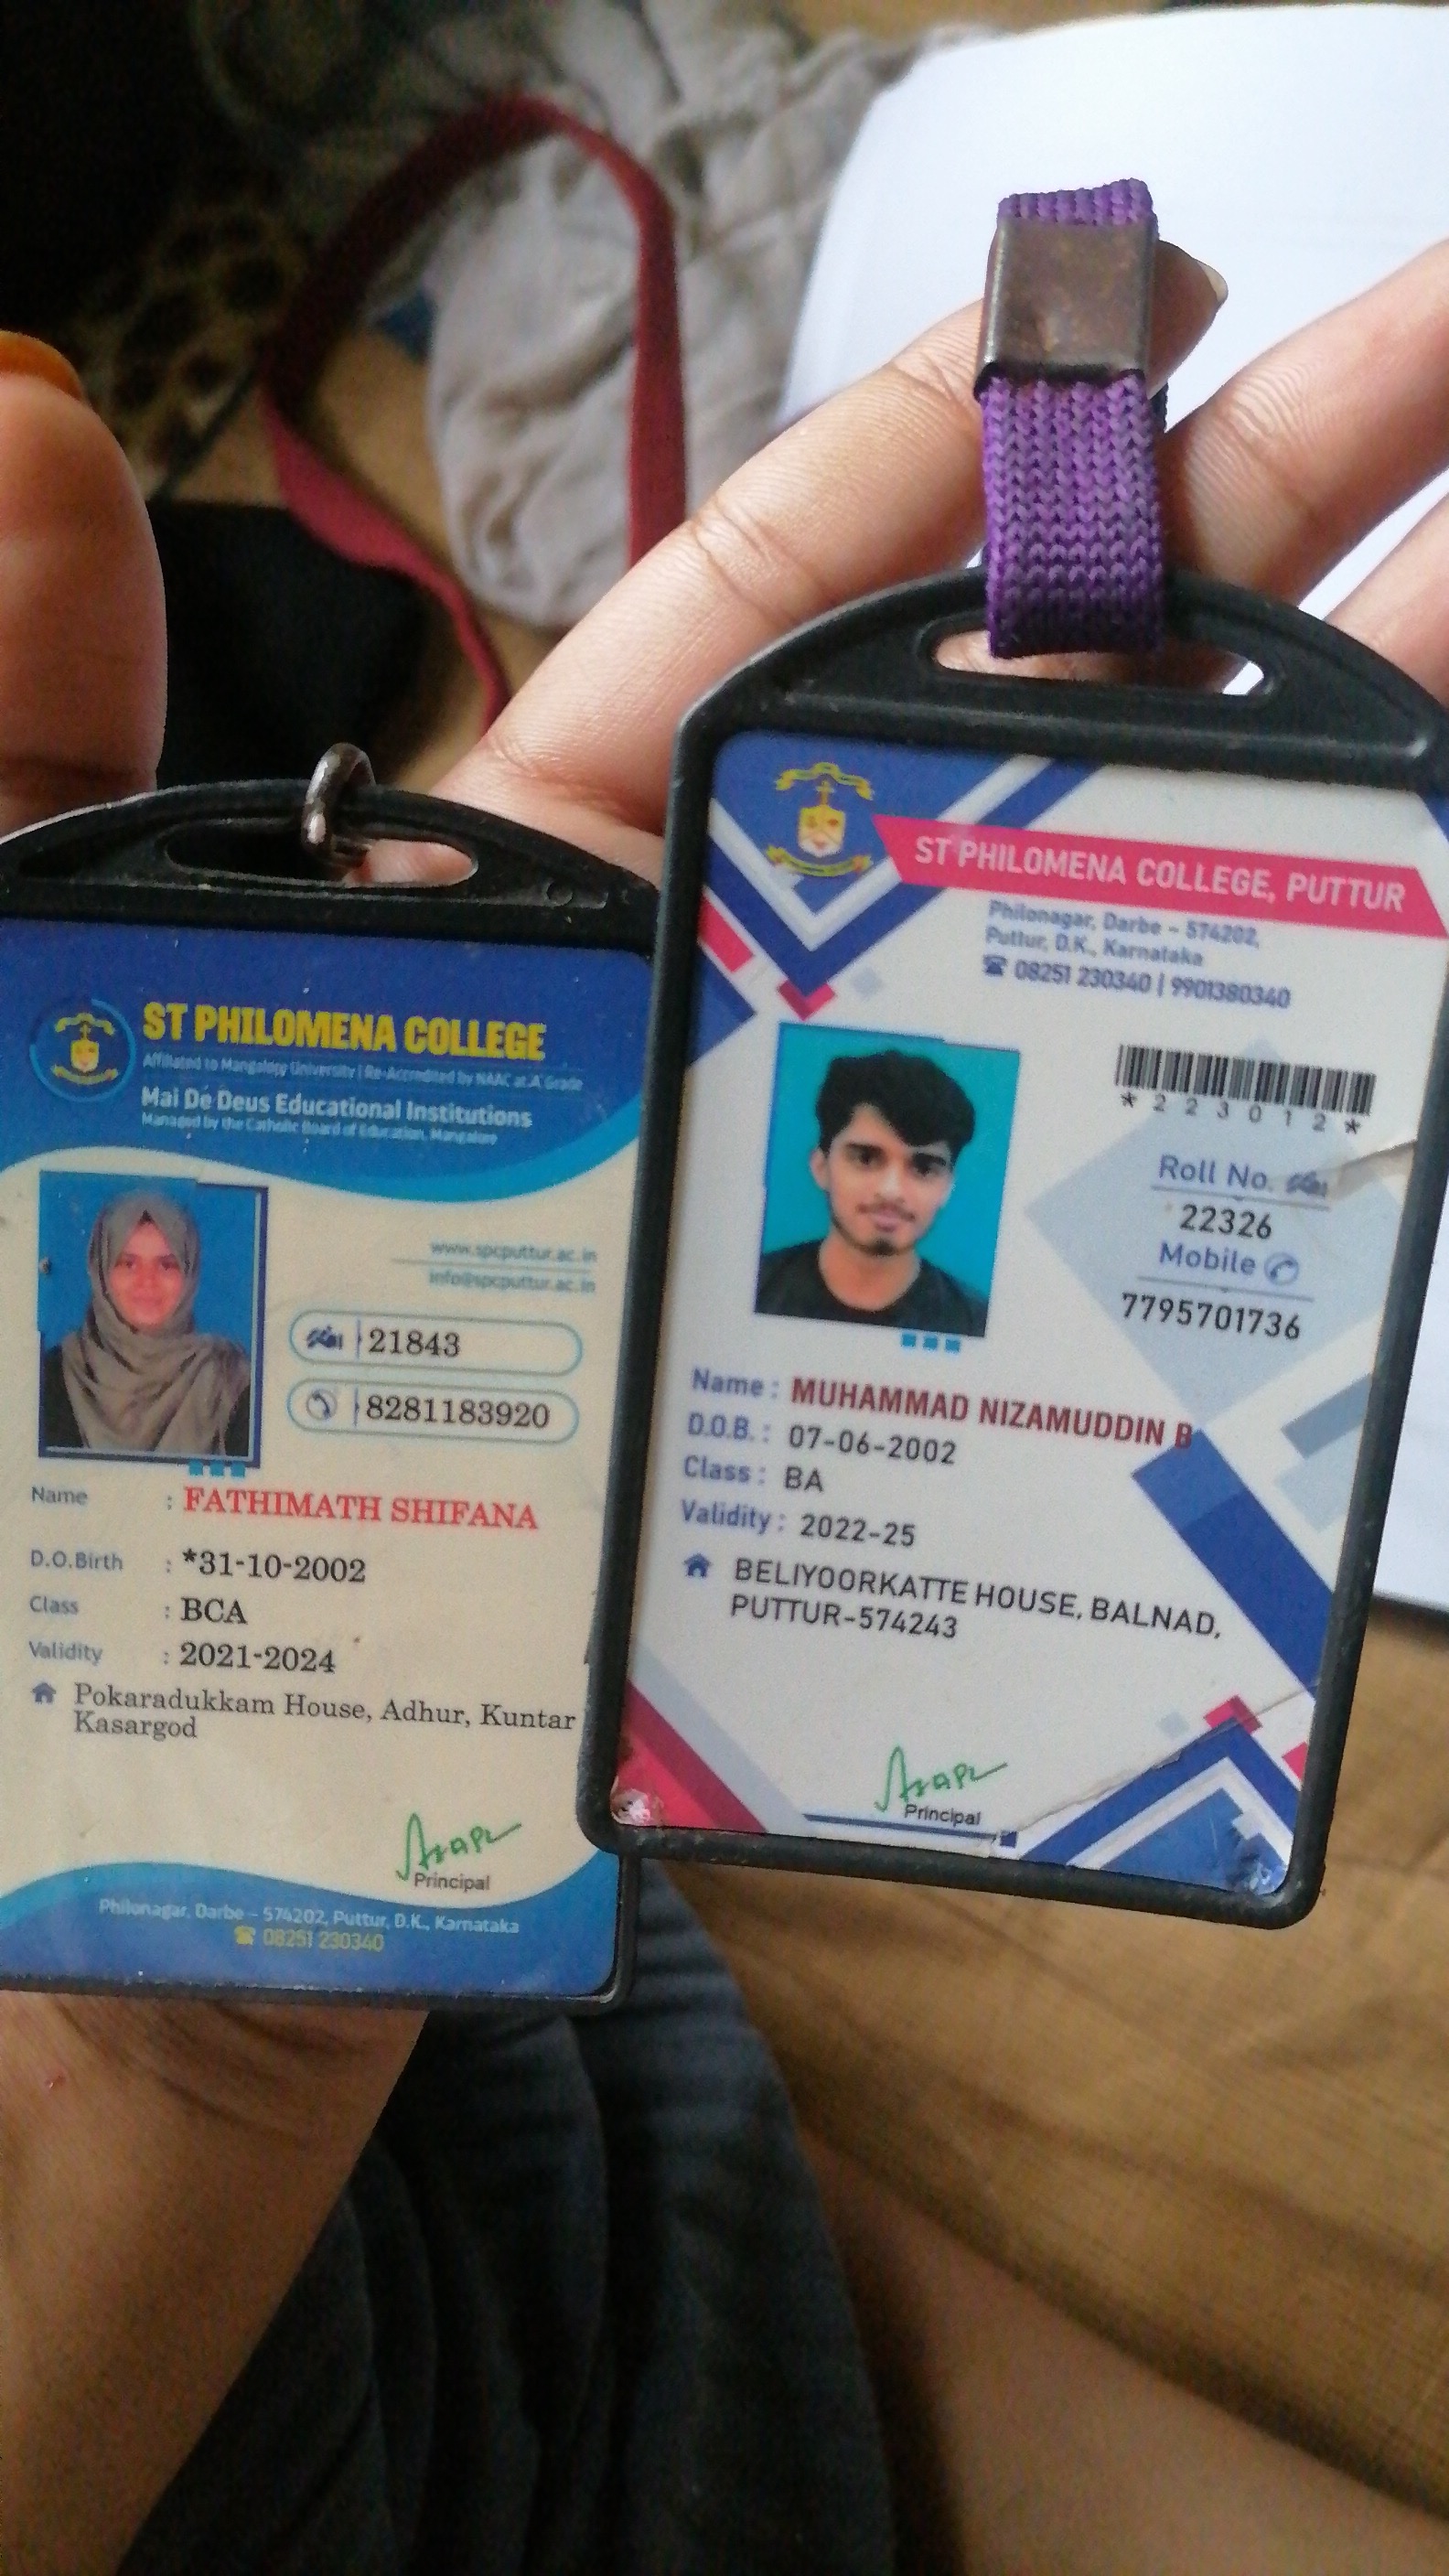 ST PHILOMENA COLLEGE
Affiliated to Mangalore University | Re-Accredited by NAAC at 'A' Grade
Mai De Deus Educational Institutions
Managed by the Catholic Board of Education, Mangalore
www.spcputtur.ac.in
info@spcputtur.ac.in
21843
8281183920
Name : FATHIMATH SHIFANA
D.O.Birth : *31-10-2002
Class : BCA
Validity : 2021-2024
Pokaradukkam House, Adhur, Kuntar
Kasargod
Principal
Philonagar, Darbe – 574202, Puttur, D.K., Karnataka
08251 230340
ST PHILOMENA COLLEGE, PUTTUR
Philonagar, Darbe - 574202,
Puttur, D.K., Karnataka
08251 230340 | 9901380340
*223012*
Roll No.
22326
Mobile
7795701736
Name : MUHAMMAD NIZAMUDDIN B
D.O.B. : 07-06-2002
Class : BA
Validity : 2022-25
BELIYOORKATTE HOUSE, BALNAD,
PUTTUR-574243
Principal